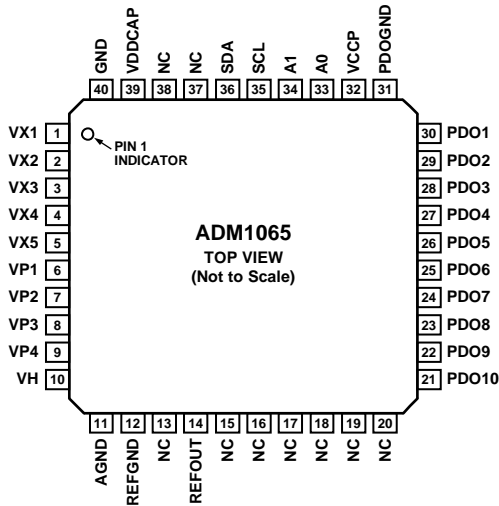 GND
VDDCAP
NC
NC
SDA
SCL
A1
A0
VCCP
PDOGND
40
39
38
37
36
35
34
33
32
31
VX1 1
VX2 2
VX3 3
VX4 4
VX5 5
VP1 6
VP2 7
VP3 8
VP4 9
VH 10
PIN 1
INDICATOR
ADM1065
TOP VIEW
(Not to Scale)
30 PDO1
29 PDO2
28 PDO3
27 PDO4
26 PDO5
25 PDO6
24 PDO7
23 PDO8
22 PDO9
21 PDO10
11
12
13
14
15
16
17
18
19
20
AGND
REFGND
NC
REFOUT
NC
NC
NC
NC
NC
NC